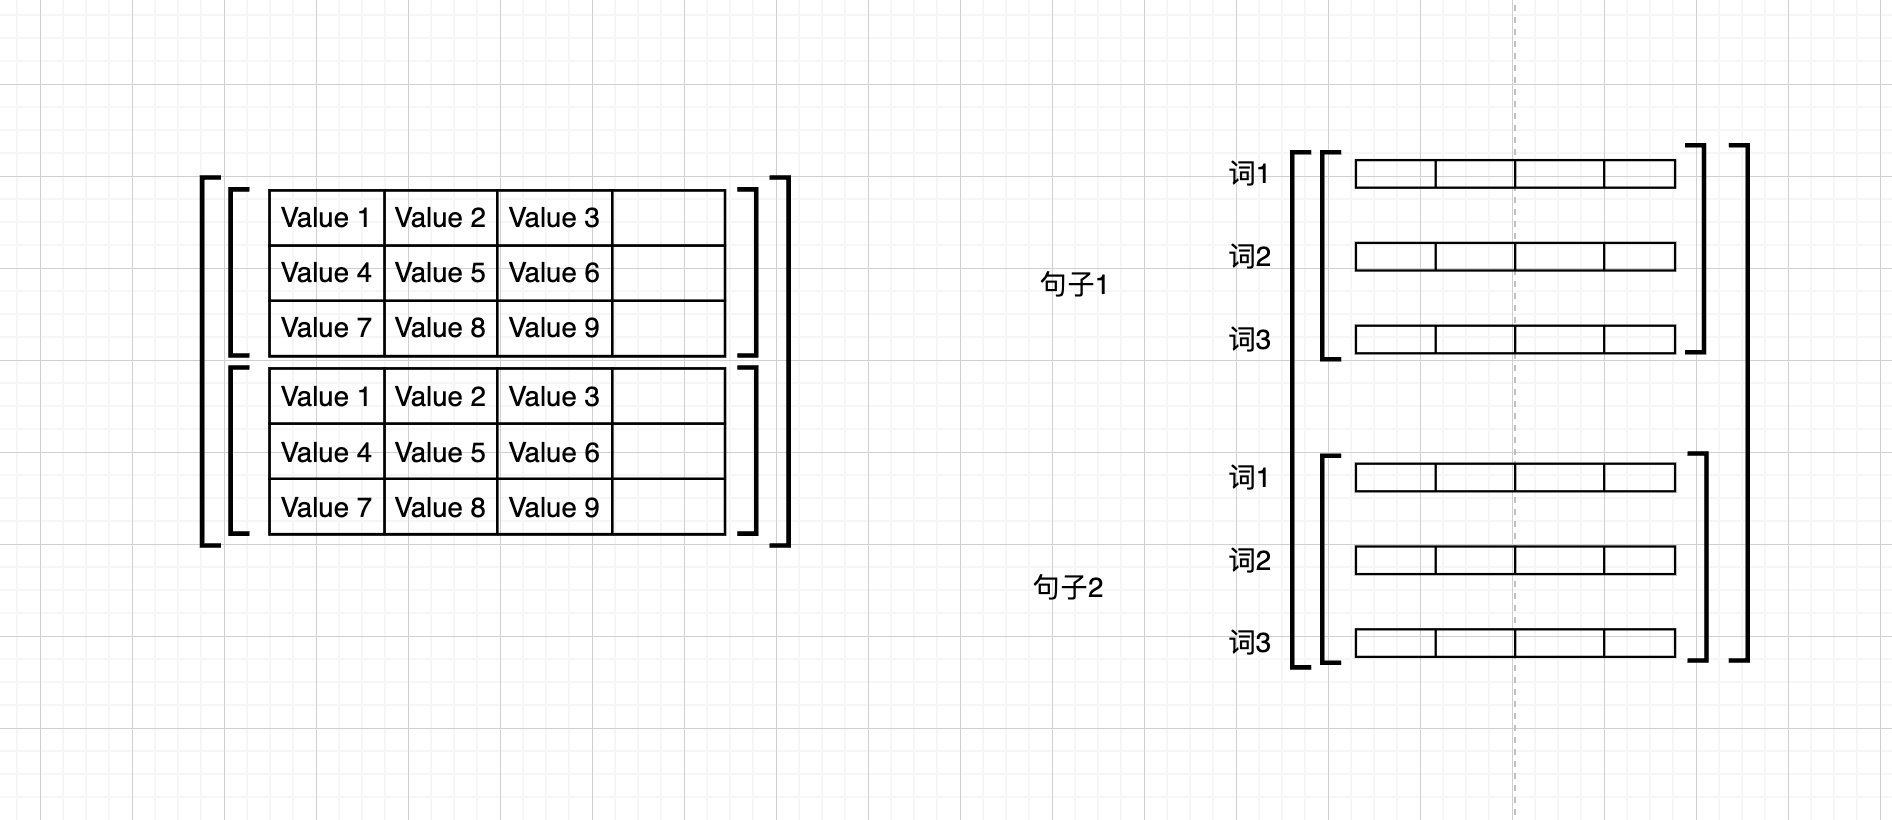 Value 1 Value 2 Value 3
Value 4 Value 5 Value 6
Value 7 Value 8 Value 9
Value 1 Value 2 Value 3
Value 4 Value 5 Value 6
Value 7 Value 8 Value 9
句子1
词1
词2
词3
句子2
词1
词2
词3